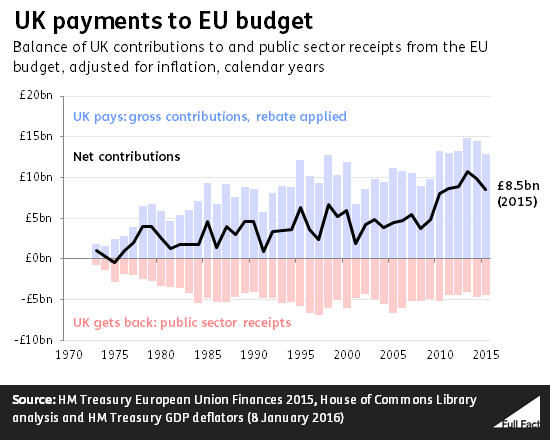 UK payments to EU budget
Balance of UK contributions to and public sector receipts from the EU
budget, adjusted for inflation, calendar years
£20bn
UK pays: gross contributions, rebate applied
£15bn
Net contributions
£10bn
£8.5bn
(2015)
£5bn
£0bn
-£5bn
UK gets back: public sector receipts
-£10bn
1970 1975 1980 1985 1990 1995 2000 2005 2010 2015
Source: HM Treasury European Union Finances 2015, House of Commons Library
analysis and HM Treasury GDP deflators (8 January 2016)
Full Fact